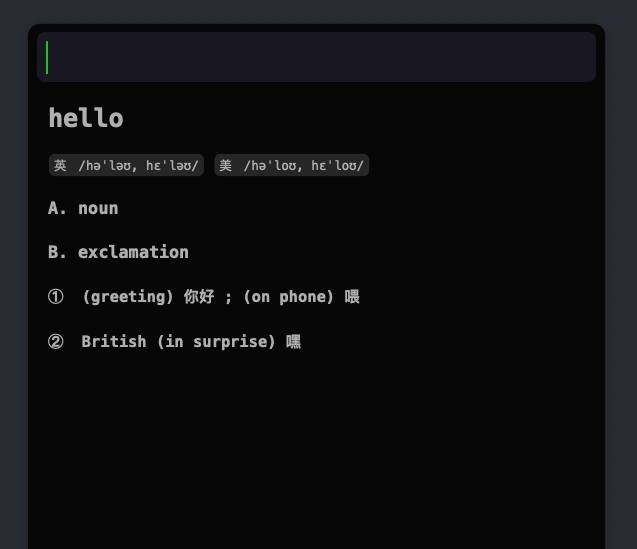 hello
英 /həˈləʊ, hɛˈləʊ/ 美 /həˈloʊ, hɛˈloʊ/
A. noun
B. exclamation
① (greeting) 你好 ; (on phone) 喂
② British (in surprise) 嘿